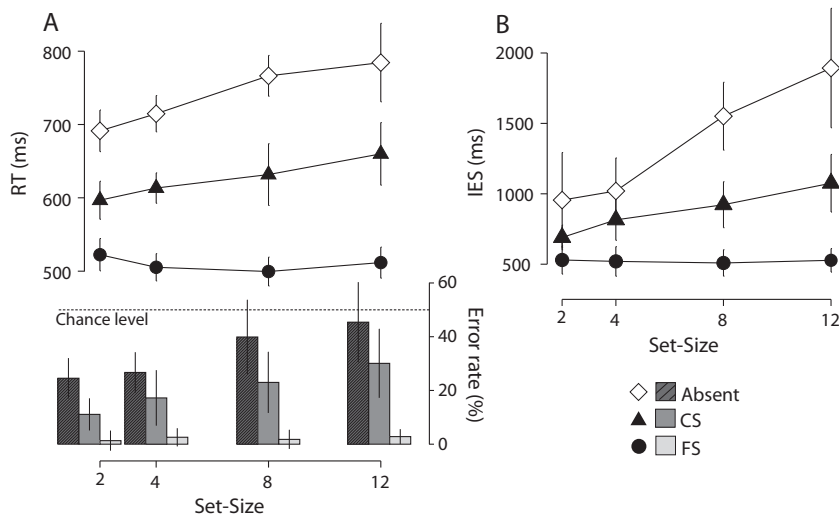 A
800
700
600
500
RT (ms)
60
40
20
0
Error rate (%)
Chance level
2 4 8 12
Set-Size
B
2000
1500
1000
500
IES (ms)
2 4 8 12
Set-Size
Absent
CS
FS